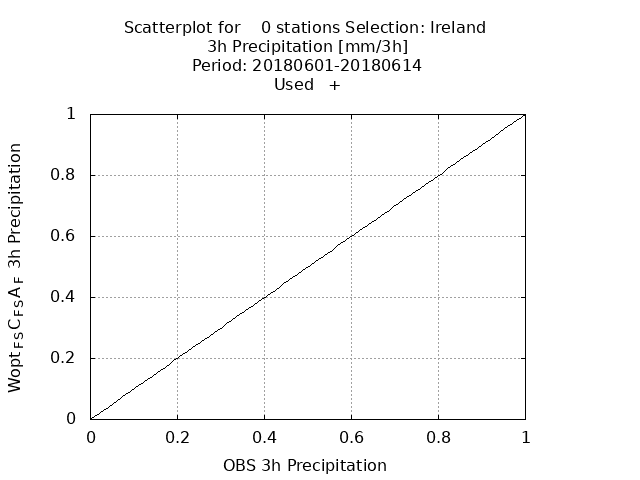 Scatterplot for    0 stations Selection: Ireland
3h Precipitation [mm/3h]
Period: 20180601-20180614
Used   +
1
0.8
0.6
0.4
0.2
0
Wopt FS C FS A F 3h Precipitation
0 0.2 0.4 0.6 0.8 1
OBS 3h Precipitation